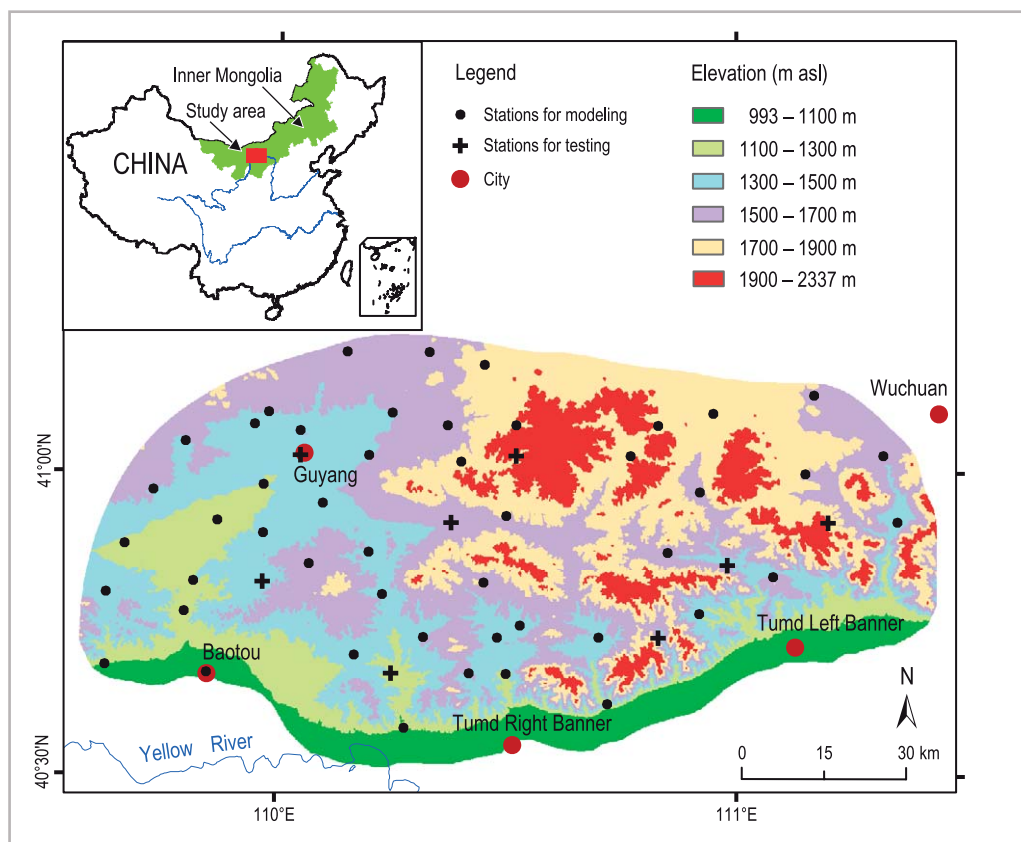 Inner Mongolia
Study area
CHINA
Legend
Stations for modeling
Stations for testing
City
Elevation (m asl)
993 – 1100 m
1100 – 1300 m
1300 – 1500 m
1500 – 1700 m
1700 – 1900 m
1900 – 2337 m
Wuchuan
41°00'N
Guyang
Baotou
Tumd Left Banner
Tumd Right Banner
N
Yellow River
0 15 30 km
40°30'N
110°E
111°E